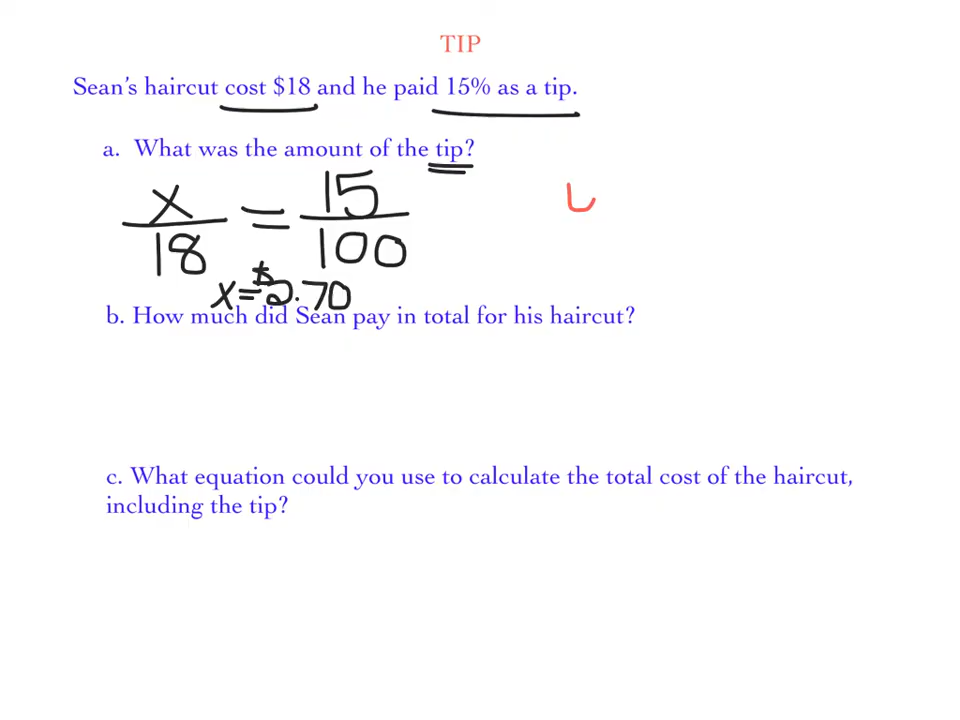 TIP
Sean's haircut cost $18 and he paid 15% as a tip.
a. What was the amount of the tip?
x/18 = 15/100
x=$2.70
b. How much did Sean pay in total for his haircut?
c. What equation could you use to calculate the total cost of the haircut,
including the tip?